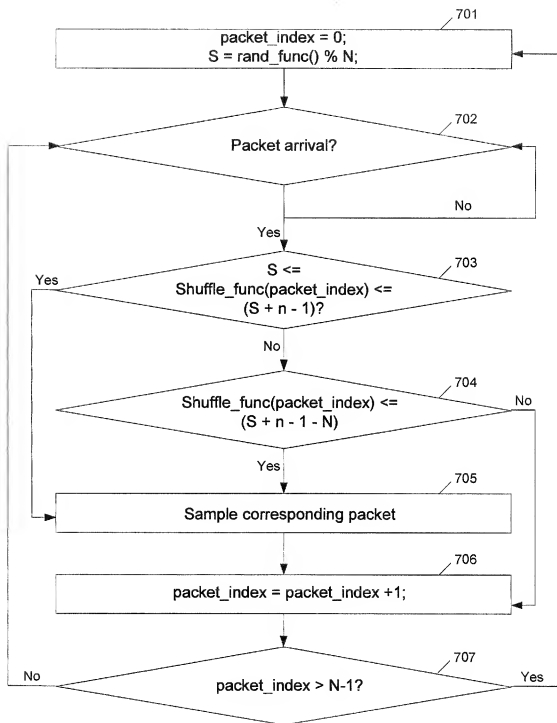 701
packet_index = 0;
S = rand_func() % N;
702
Packet arrival?
No
Yes
703
Yes
S <=
Shuffle_func(packet_index) <=
(S + n - 1)?
No
704
Shuffle_func(packet_index) <=
(S + n - 1 - N)
No
Yes
705
Sample corresponding packet
706
packet_index = packet_index +1;
707
No
packet_index > N-1?
Yes